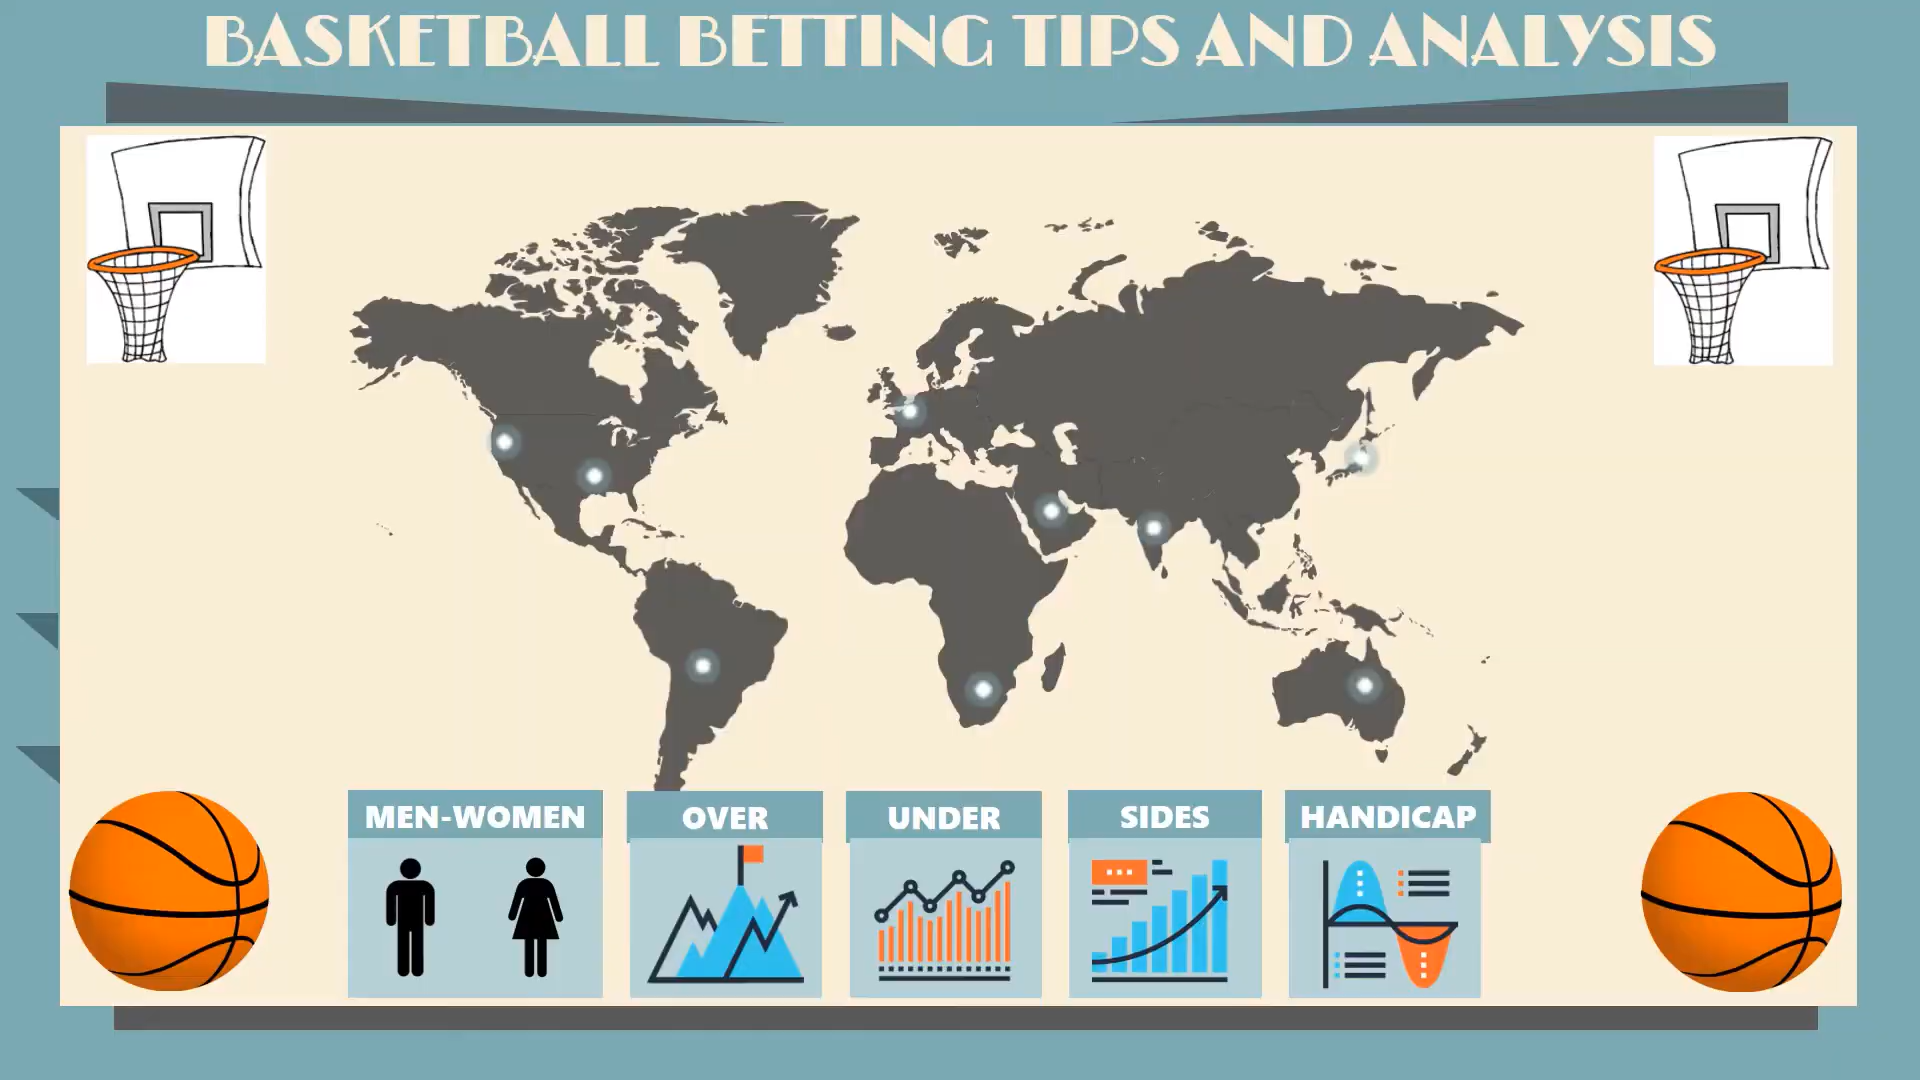 BASKETBALL BETTING TIPS AND ANALYSIS
MEN-WOMEN
OVER
UNDER
SIDES
HANDICAP